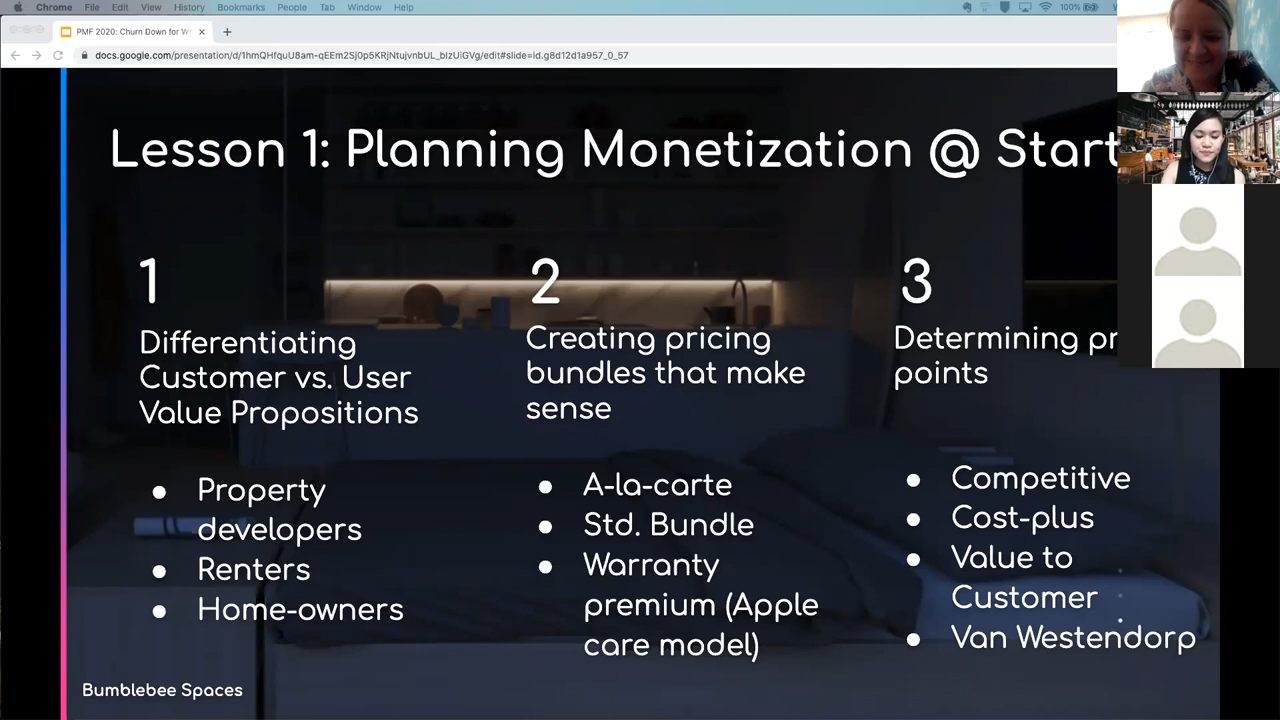 Chrome File Edit View History Bookmarks People Tab Window Help 100%
PMF 2020: Churn Down for W
docs.google.com/presentation/d/1hmQHfquU8am-qEEm2Sj0p5KRjNtujvnbUL_bIzUiGVg/edit#slide=id.g8d12d1a957_0_57
Lesson 1: Planning Monetization @ Start
1
Differentiating
Customer vs. User
Value Propositions
● Property
developers
● Renters
● Home-owners
2
Creating pricing
bundles that make
sense
● A-la-carte
● Std. Bundle
● Warranty
premium (Apple
care model)
3
Determining pr
points
● Competitive
● Cost-plus
● Value to
Customer
● Van Westendorp
Bumblebee Spaces